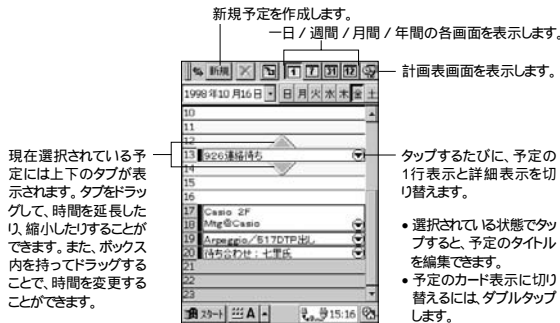 新規予定を作成します。
一日 / 週間 / 月間 / 年間の各画面を表示します。
新規
1 7 31 12
計画表画面を表示します。
1998年10月16日
日 月 火 水 木 金 土
10
11
12
13 926連絡待ち
14
15
16
17 Casio 2F
18 Mtg@Casio
19 Arpeggio/517DTP出し
20 待ち合わせ:七里氏
21
22
23
スタート
A
15:16
現在選択されている予
定には上下のタブが表
示されます。タブをドラッ
グして、時間を延長した
り、縮小したりすることが
できます。また、ボックス
内を持ってドラッグする
ことで、時間を変更する
ことができます。
タップするたびに、予定の
1行表示と詳細表示を切
り替えます。
• 選択されている状態でタッ
プすると、予定のタイトル
を編集できます。
• 予定のカード表示に切り
替えるには、ダブルタップ
します。